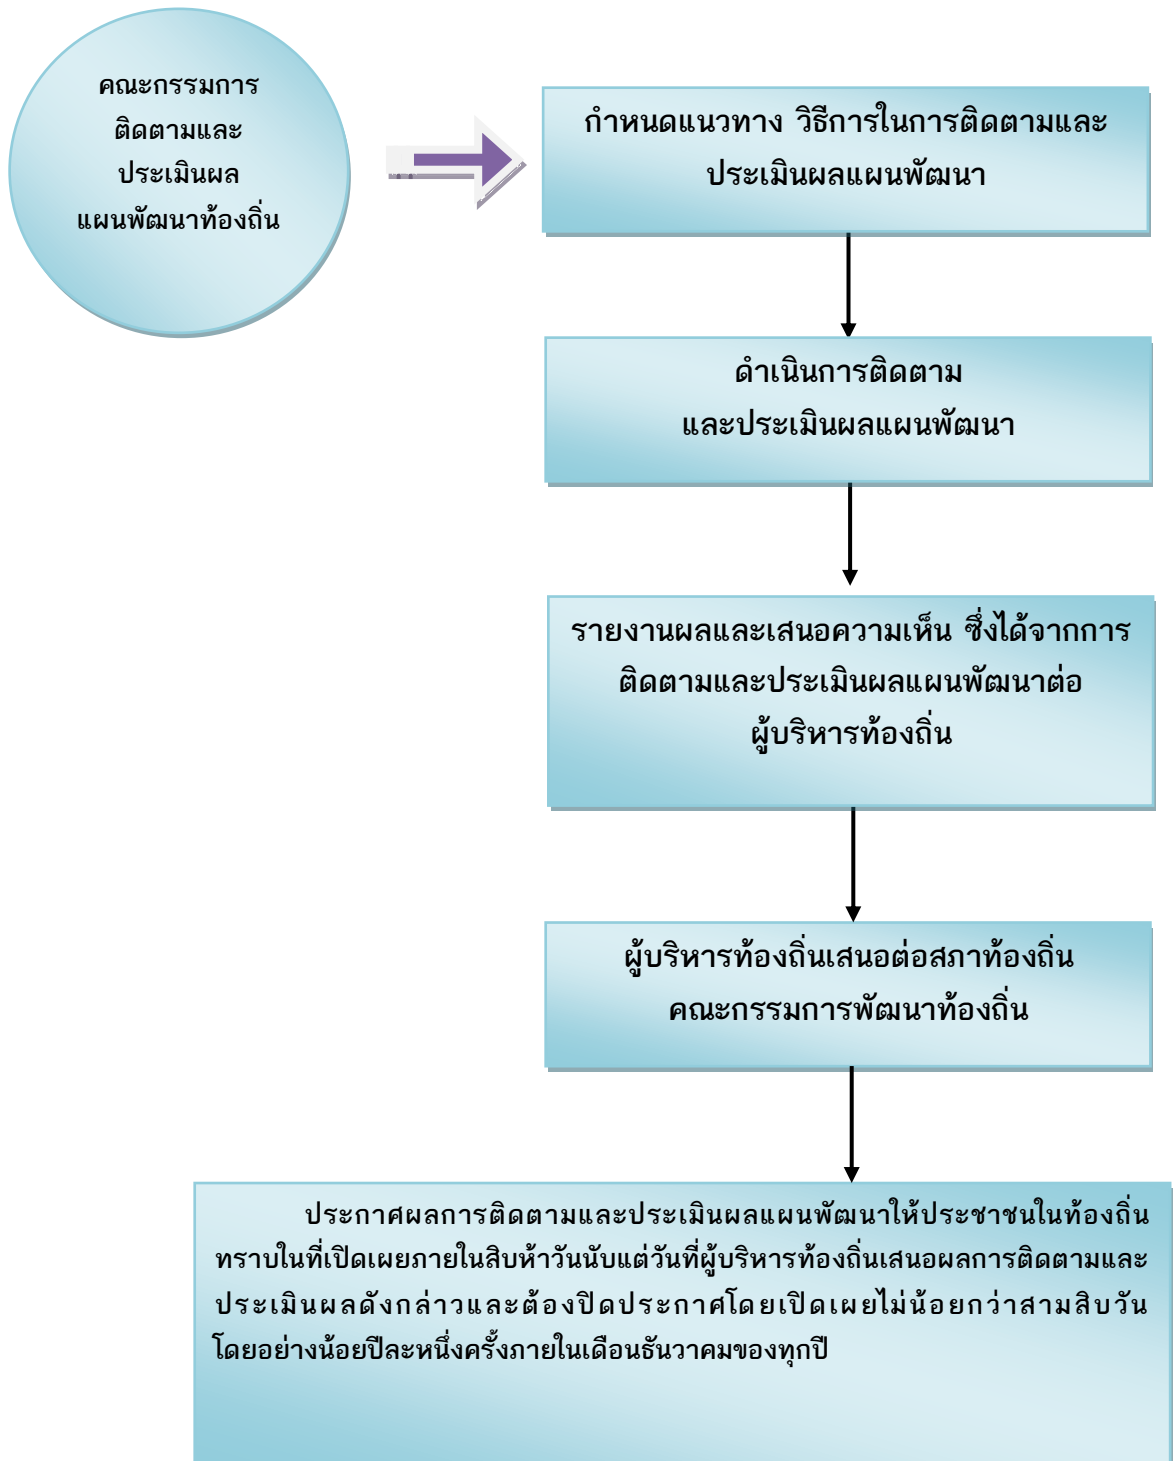 คณะกรรมการ
ติดตามและ
ประเมินผล
แผนพัฒนาท้องถิ่น
กำหนดแนวทาง วิธีการในการติดตามและ
ประเมินผลแผนพัฒนา
ดำเนินการติดตาม
และประเมินผลแผนพัฒนา
รายงานผลและเสนอความเห็น ซึ่งได้จากการ
ติดตามและประเมินผลแผนพัฒนาต่อ
ผู้บริหารท้องถิ่น
ผู้บริหารท้องถิ่นเสนอต่อสภาท้องถิ่น
คณะกรรมการพัฒนาท้องถิ่น
ประกาศผลการติดตามและประเมินผลแผนพัฒนาให้ประชาชนในท้องถิ่น
ทราบในที่เปิดเผยภายในสิบห้าวันนับแต่วันที่ผู้บริหารท้องถิ่นเสนอผลการติดตามและ
ประเมินผลดังกล่าวและต้องปิดประกาศโดยเปิดเผยไม่น้อยกว่าสามสิบวัน
โดยอย่างน้อยปีละหนึ่งครั้งภายในเดือนธันวาคมของทุกปี